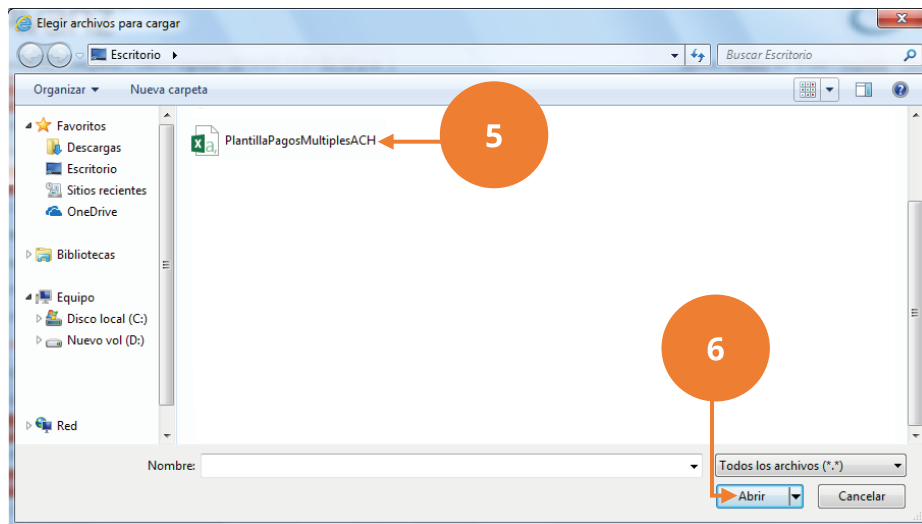 Elegir archivos para cargar
Escritorio
Buscar Escritorio
Organizar
Nueva carpeta
Favoritos
Descargas
Escritorio
Sitios recientes
OneDrive
Bibliotecas
Equipo
Disco local (C:)
Nuevo vol (D:)
Red
PlantillaPagosMultiplesACH
5
6
Nombre:
Todos los archivos (*.*)
Abrir
Cancelar